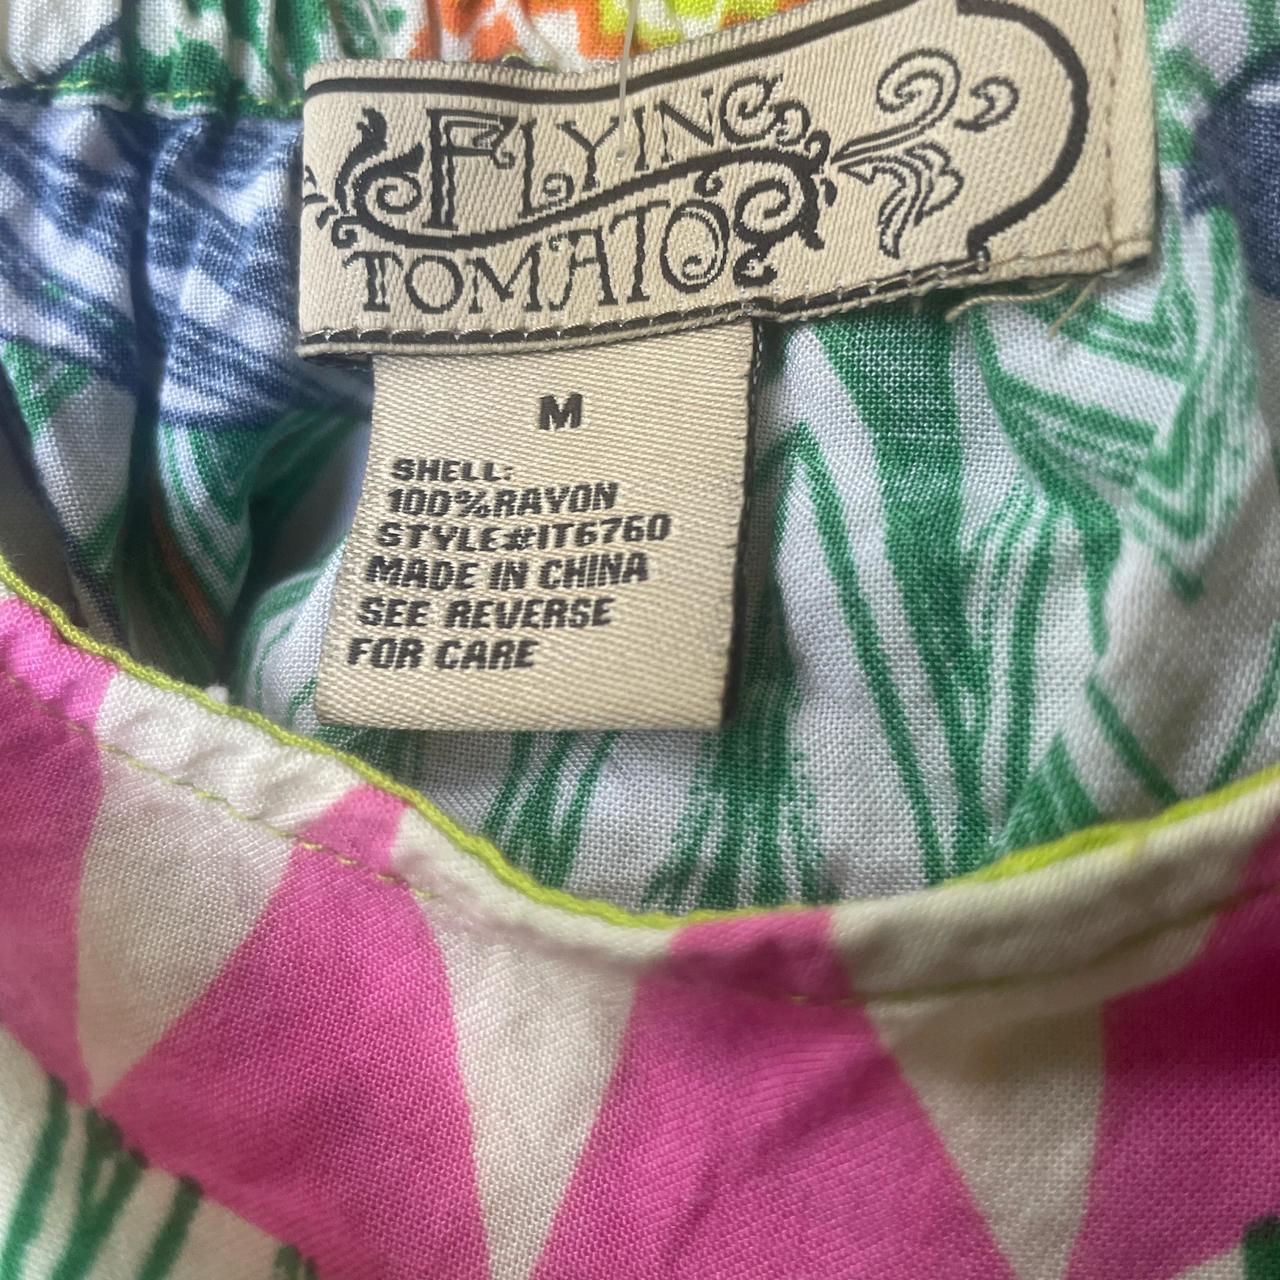 FLYING
TOMATO
M
SHELL:
100%RAYON
STYLE#IT6760
MADE IN CHINA
SEE REVERSE
FOR CARE